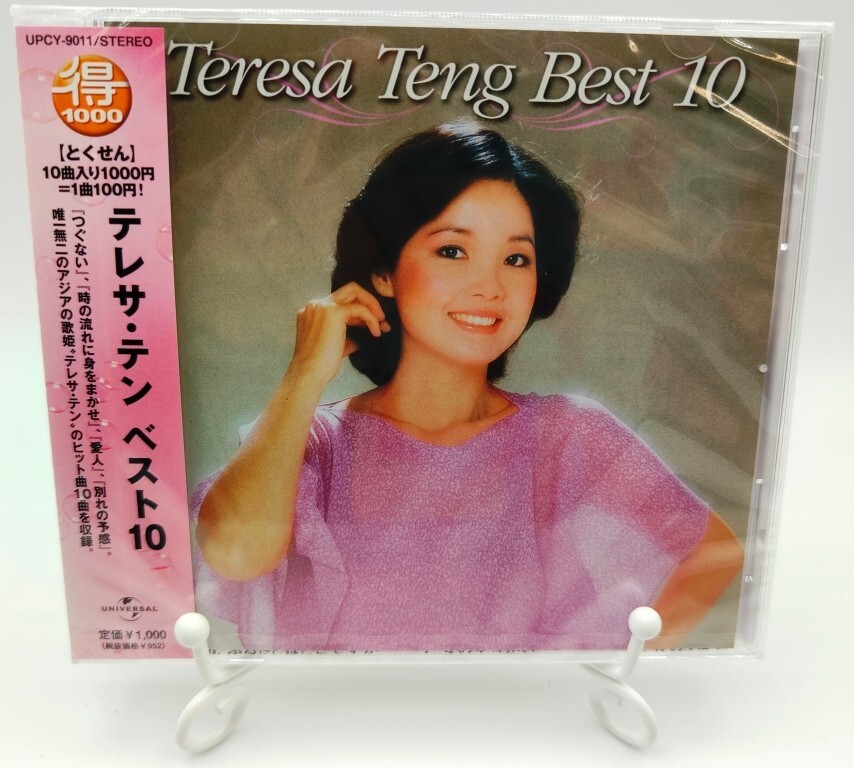 UPCY-9011/STEREO
得
1000
【とくせん】
10曲入り1000円
＝1曲100円！
テレサ・テン ベスト10
『つぐない』、『時の流れに身をまかせ』、『愛人』、『別れの予感』。
唯一無二のアジアの歌姫“テレサ・テン”のヒット曲10曲を収録。
UNIVERSAL
定価￥1,000
(税抜価格￥952)
Teresa Teng Best 10